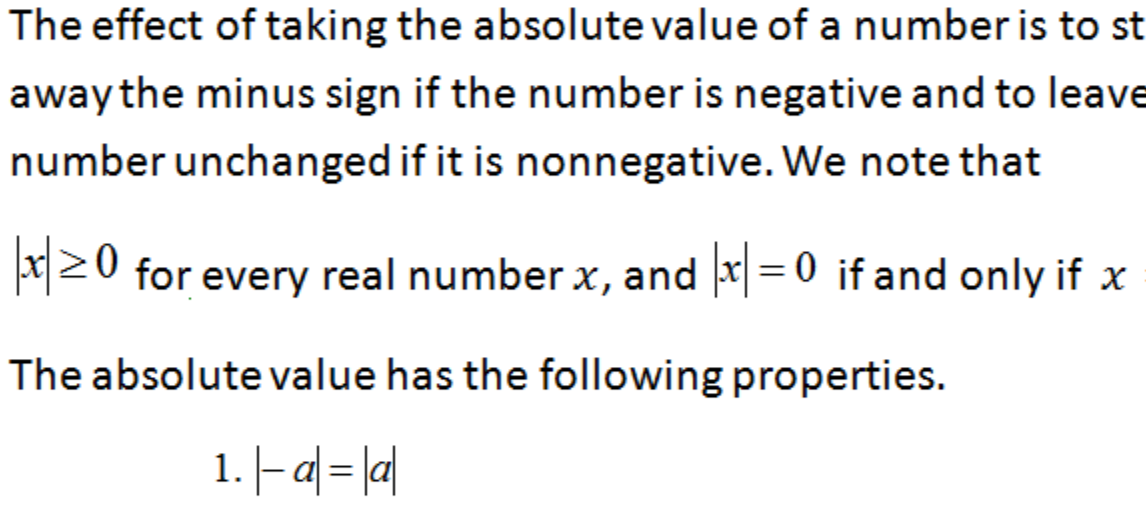 The effect of taking the absolute value of a number is to st
away the minus sign if the number is negative and to leave
number unchanged if it is nonnegative. We note that
|x| ≥ 0 for every real number x, and |x| = 0 if and only if x
The absolute value has the following properties.
1. |−a| = |a|